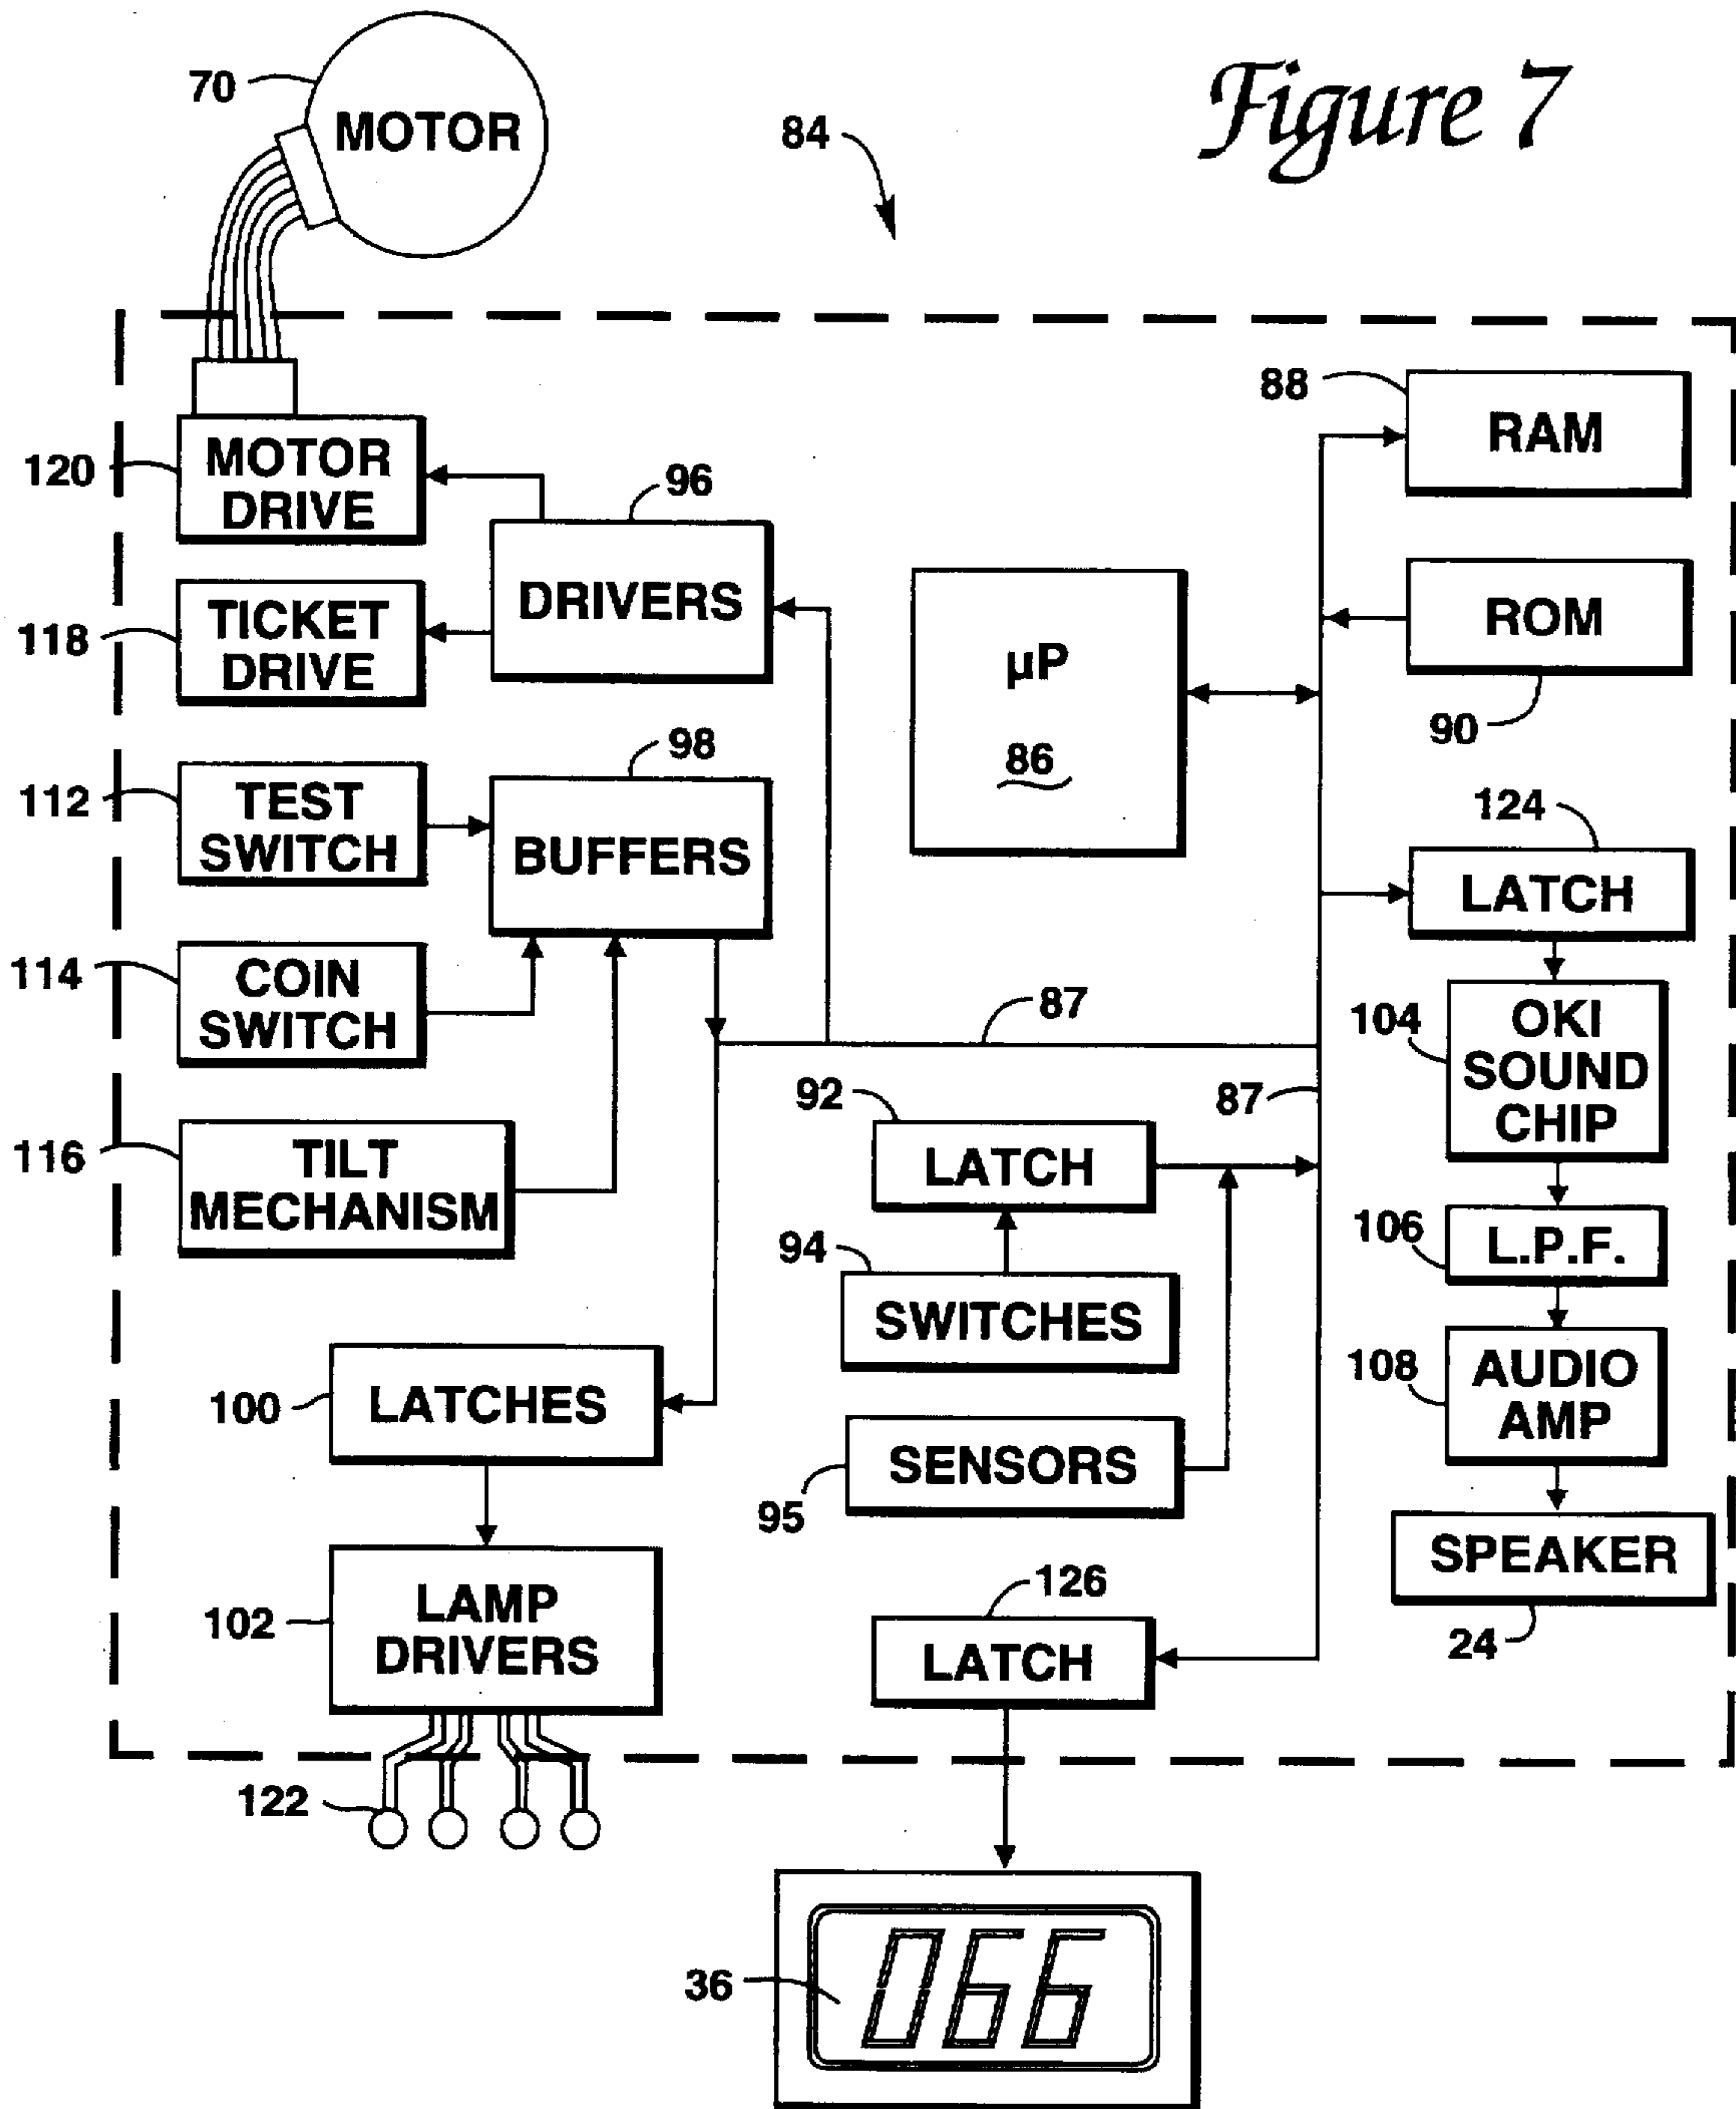 Figure 7
70
MOTOR
84
88
RAM
120
MOTOR
DRIVE
96
DRIVERS
ROM
90
118
TICKET
DRIVE
µP
86
98
112
TEST
SWITCH
BUFFERS
124
LATCH
114
COIN
SWITCH
87
104
OKI
SOUND
CHIP
92
LATCH
87
116
TILT
MECHANISM
106
L.P.F.
94
SWITCHES
108
AUDIO
AMP
100
LATCHES
95
SENSORS
SPEAKER
24
102
LAMP
DRIVERS
126
LATCH
122
36
066